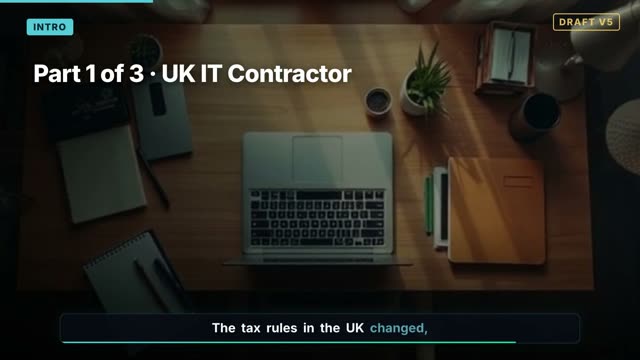 INTRO
DRAFT V5
Part 1 of 3 · UK IT Contractor
The tax rules in the UK changed,